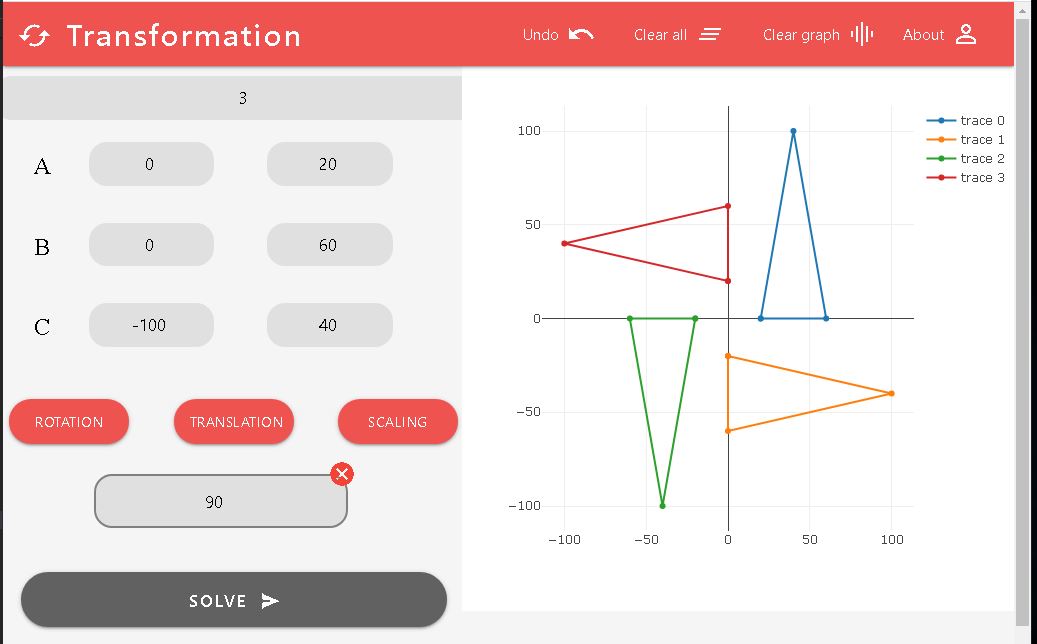 Transformation Undo Clear all Clear graph About
3
A 0 20
B 0 60
C -100 40
ROTATION TRANSLATION SCALING
90
SOLVE
100
50
0
−50
−100
−100 −50 0 50 100
trace 0
trace 1
trace 2
trace 3